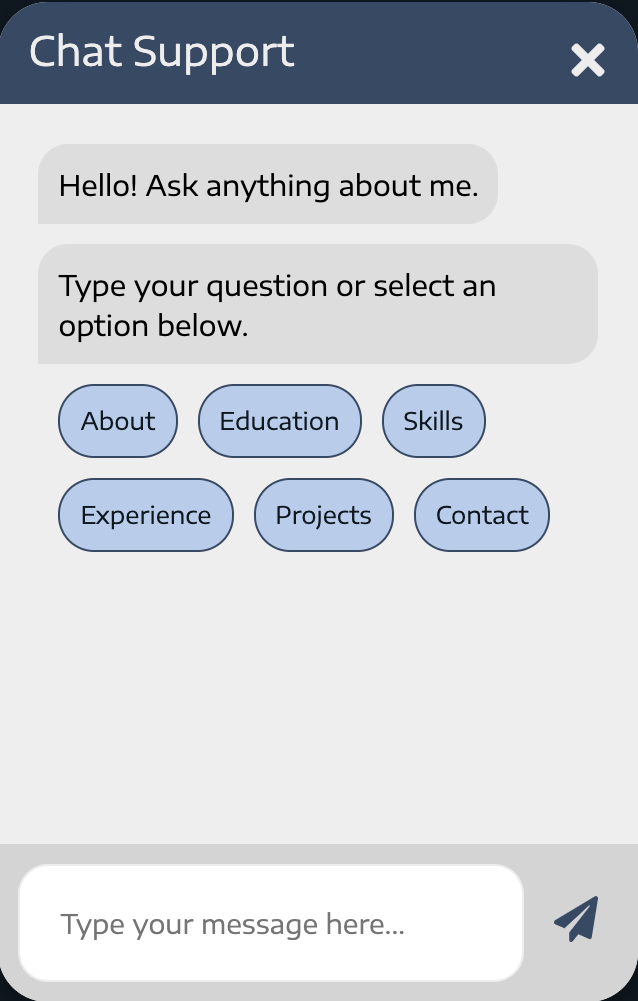 Chat Support
Hello! Ask anything about me.
Type your question or select an
option below.
About Education Skills
Experience Projects Contact
Type your message here...